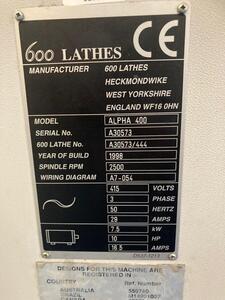 600 LATHES CE
MANUFACTURER 600 LATHES
HECKMONDWIKE
WEST YORKSHIRE
ENGLAND WF16 0HN
MODEL ALPHA 400
SERIAL No. A30573
600 LATHE No. A30573/444
YEAR OF BUILD 1998
SPINDLE RPM 2500
WIRING DIAGRAM A7-054
415 VOLTS
3 PHASE
50 HERTZ
29 AMPS
7.5 kW
10 HP
16.5 AMPS
DESIGNS FOR THIS MACHINE ARE
COUNTRY Ref. Number
AUSTRALIA
BRAZIL